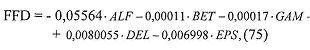 FFD = - 0,05564· ALF – 0,00011· BET – 0,00017· GAM -
+ 0,0080055· DEL – 0,006998· EPS, (75)